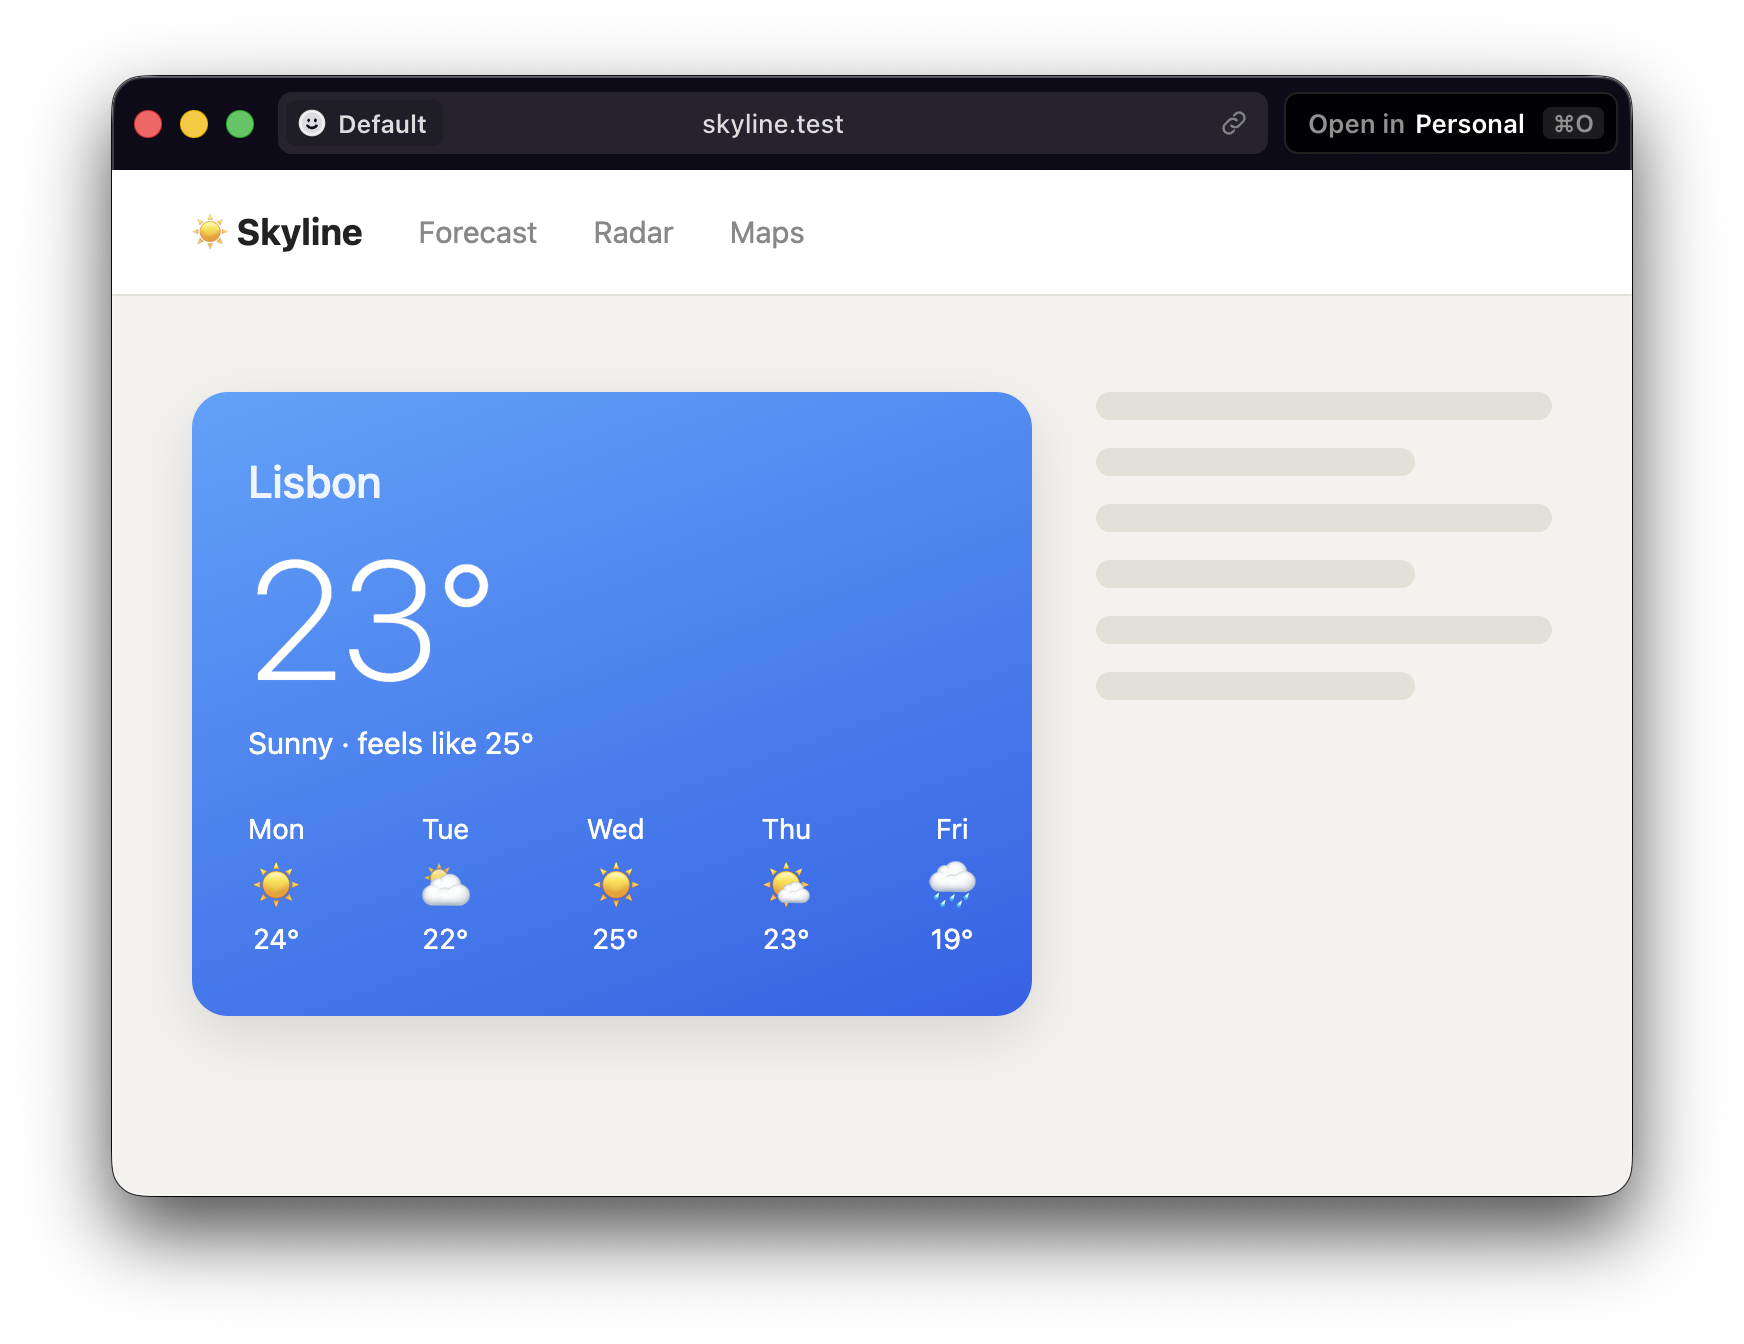 Default
skyline.test
Open in Personal ⌘O
Skyline Forecast Radar Maps
Lisbon
23°
Sunny · feels like 25°
Mon Tue Wed Thu Fri
24° 22° 25° 23° 19°